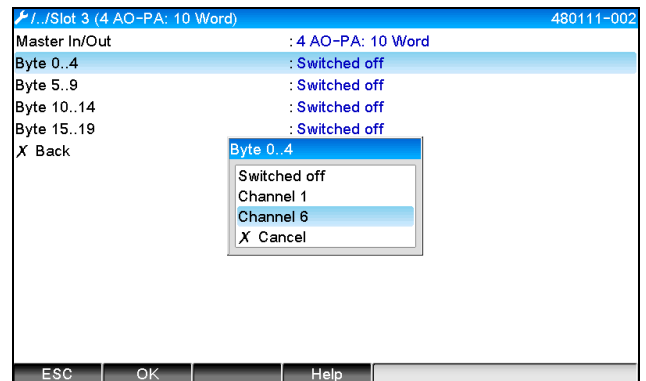 /../Slot 3 (4 AO-PA: 10 Word) 480111-002
Master In/Out : 4 AO-PA: 10 Word
Byte 0..4 : Switched off
Byte 5..9 : Switched off
Byte 10..14 : Switched off
Byte 15..19 : Switched off
X Back
Byte 0..4
Switched off
Channel 1
Channel 6
X Cancel
ESC OK Help